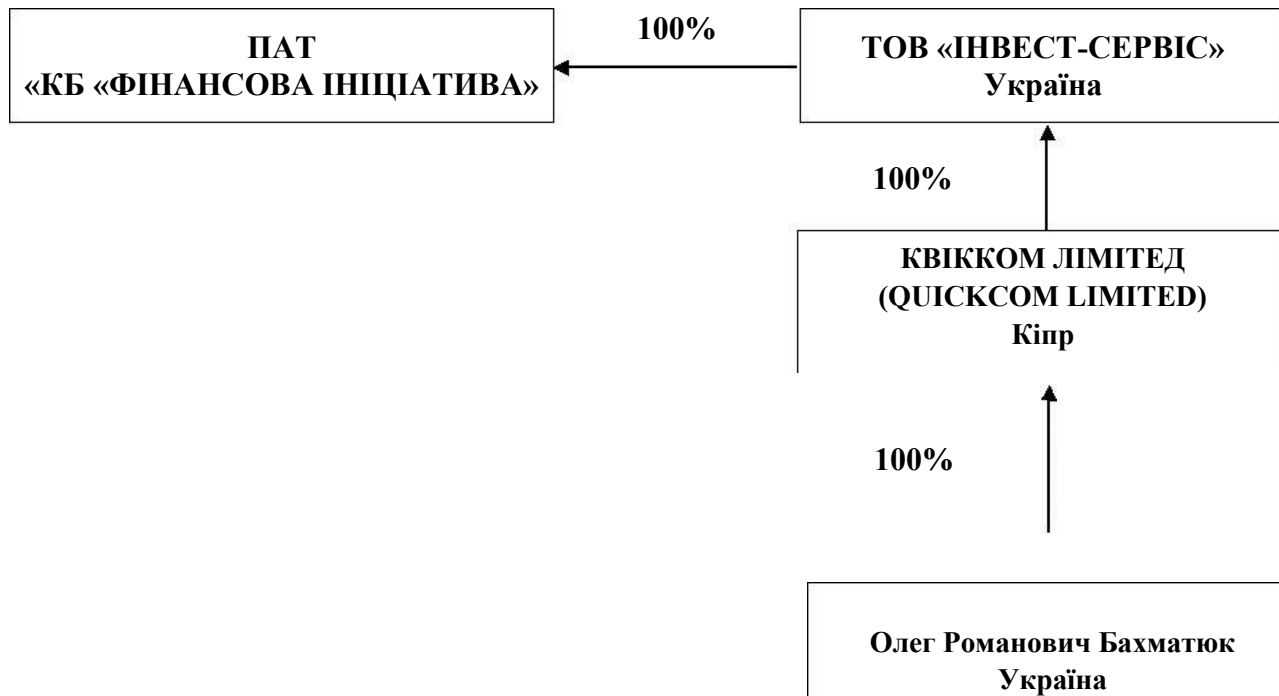 ПАТ
«КБ «ФІНАНСОВА ІНІЦІАТИВА»
100%
ТОВ «ІНВЕСТ-СЕРВІС»
Україна
100%
КВІККОМ ЛІМІТЕД
(QUICKCOM LIMITED)
Кіпр
100%
Олег Романович Бахматюк
Україна